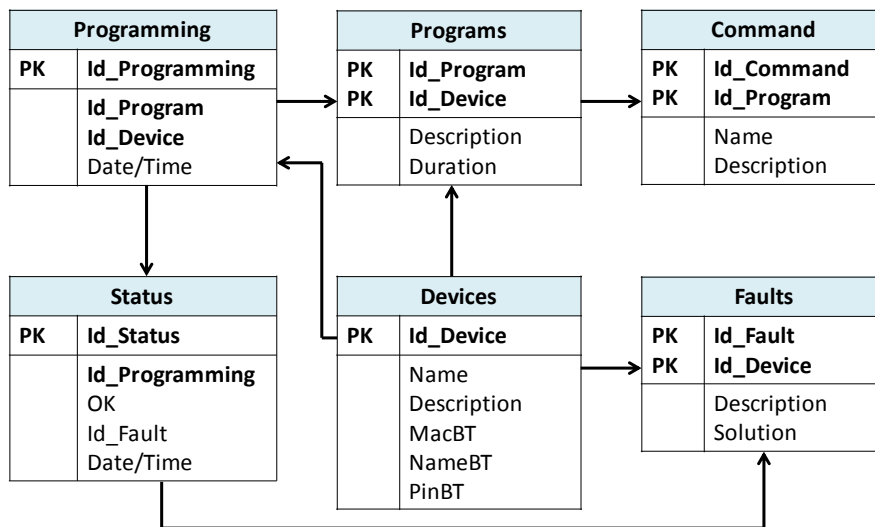 Programming
PK Id_Programming
Id_Program
Id_Device
Date/Time
Programs
PK Id_Program
PK Id_Device
Description
Duration
Command
PK Id_Command
PK Id_Program
Name
Description
Status
PK Id_Status
Id_Programming
OK
Id_Fault
Date/Time
Devices
PK Id_Device
Name
Description
MacBT
NameBT
PinBT
Faults
PK Id_Fault
PK Id_Device
Description
Solution